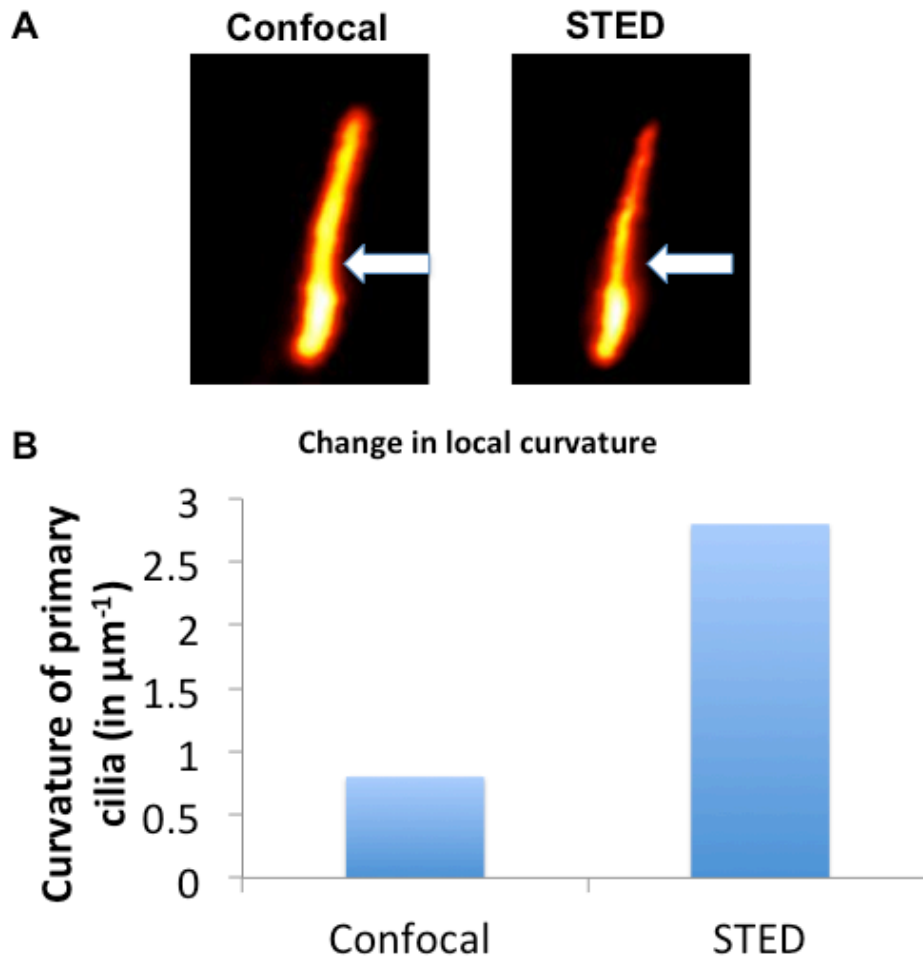 A
Confocal STED
B
Change in local curvature
Curvature of primary
cilia (in µm⁻¹)
3
2.5
2
1.5
1
0.5
0
Confocal STED